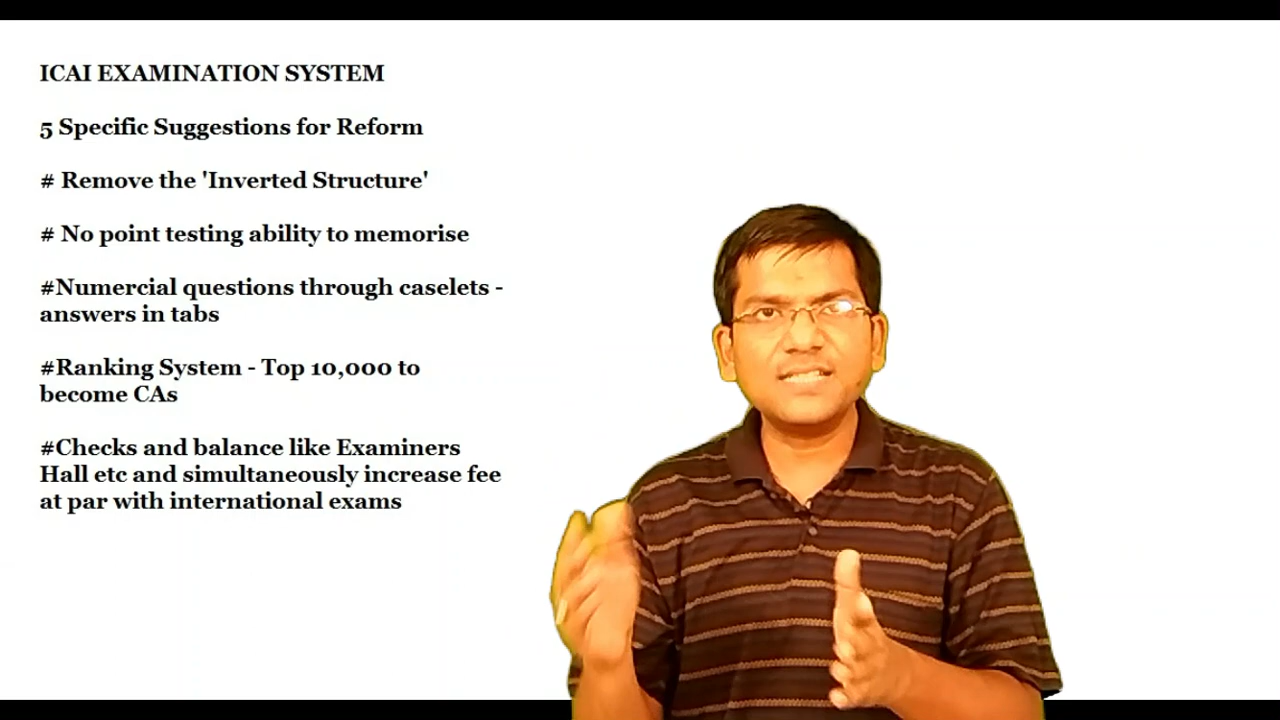 ICAI EXAMINATION SYSTEM
5 Specific Suggestions for Reform
# Remove the 'Inverted Structure'
# No point testing ability to memorise
#Numercial questions through caselets -
answers in tabs
#Ranking System - Top 10,000 to
become CAs
#Checks and balance like Examiners
Hall etc and simultaneously increase fee
at par with international exams